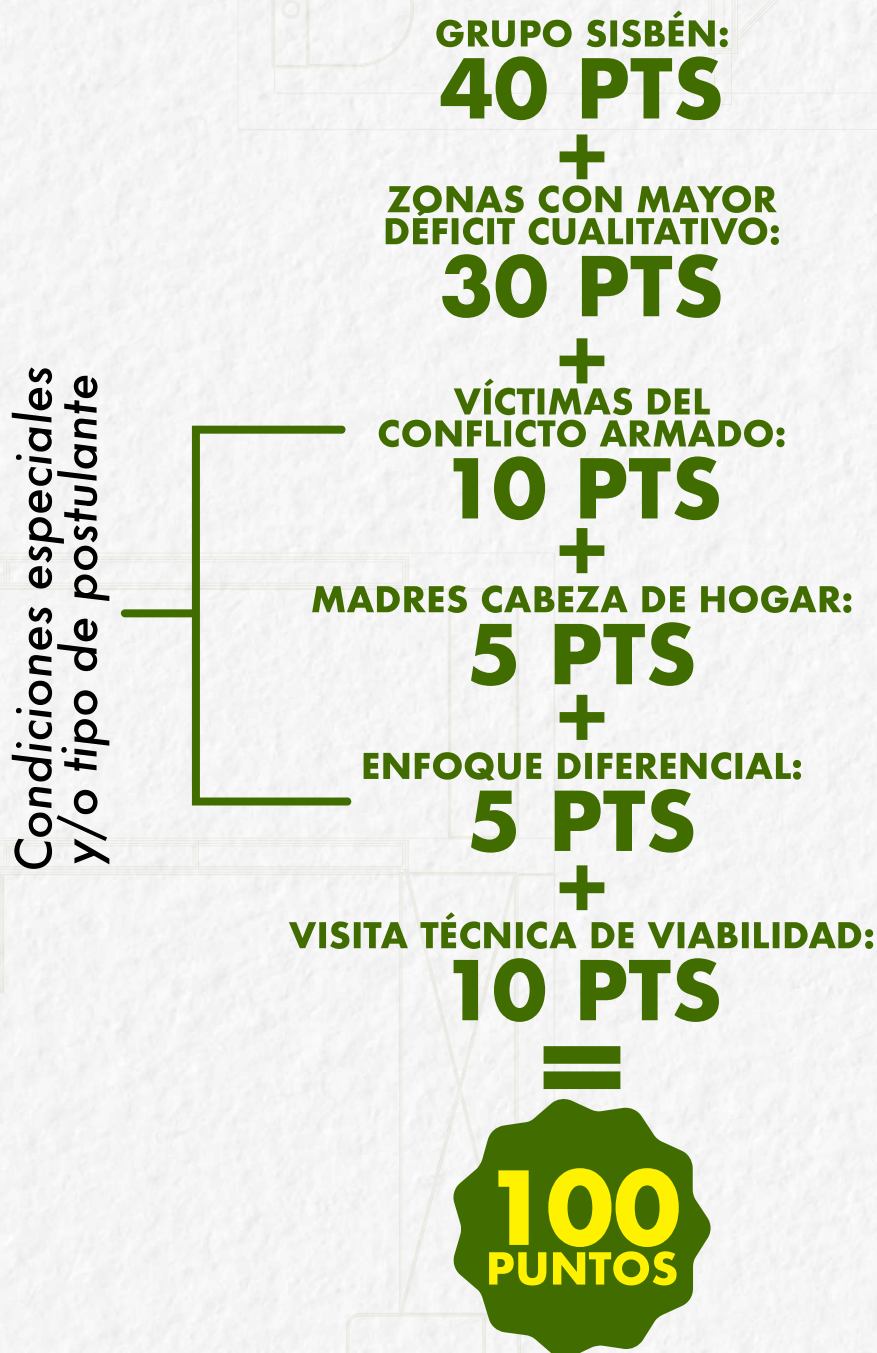 GRUPO SISBÉN:
40 PTS
+
ZONAS CON MAYOR
DÉFICIT CUALITATIVO:
30 PTS
+
Condiciones especiales
y/o tipo de postulante
VÍCTIMAS DEL
CONFLICTO ARMADO:
10 PTS
+
MADRES CABEZA DE HOGAR:
5 PTS
+
ENFOQUE DIFERENCIAL:
5 PTS
+
VISITA TÉCNICA DE VIABILIDAD:
10 PTS
=
100
PUNTOS